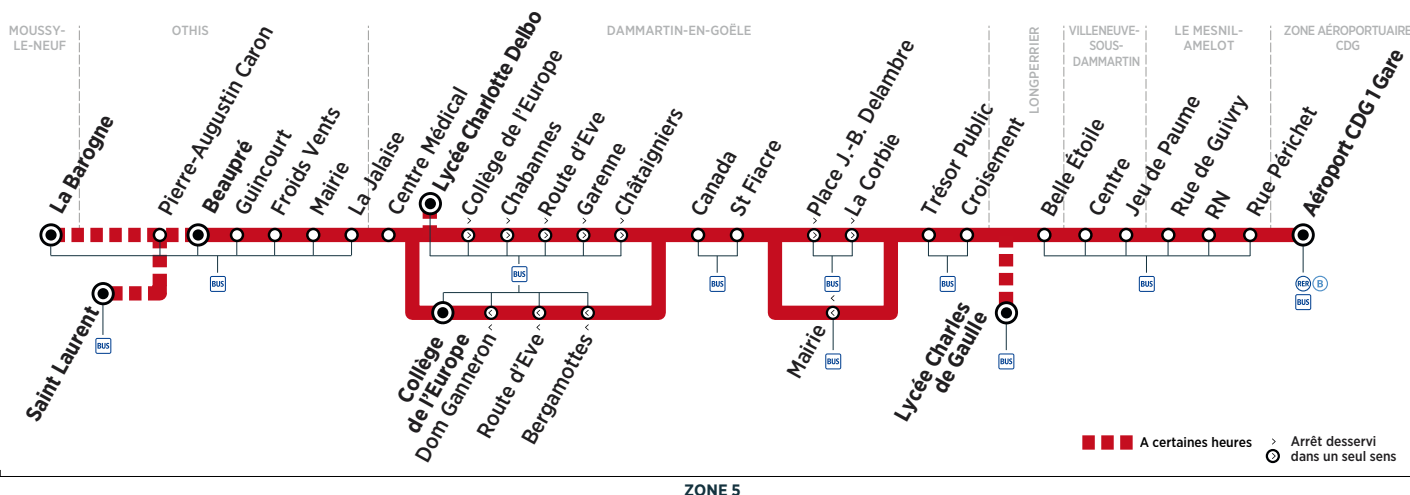 MOUSSY-
LE-NEUF
OTHIS
DAMMARTIN-EN-GOËLE
LONGPERRIER
VILLENEUVE-
SOUS-
DAMMARTIN
LE MESNIL-
AMELOT
ZONE AÉROPORTUAIRE
CDG
La Barogne
Pierre-Augustin Caron
Beaupré
Guincourt
Froids Vents
Mairie
La Jalaise
Centre Médical
Lycée Charlotte Delbo
Collège de l'Europe
Chabannes
Route d'Eve
Garenne
Châtaigniers
Canada
St Fiacre
Place J.-B. Delambre
La Corbie
Trésor Public
Croisement
Belle Étoile
Centre
Jeu de Paume
Rue de Guivry
RN
Rue Périchet
Aéroport CDG 1 Gare
BUS
BUS
BUS
BUS
BUS
BUS
RER B
BUS
Saint Laurent
BUS
Collège
de l'Europe
Dom Ganneron
Route d'Eve
Bergamottes
Mairie
BUS
Lycée Charles
de Gaulle
BUS
A certaines heures
Arrêt desservi
dans un seul sens
ZONE 5